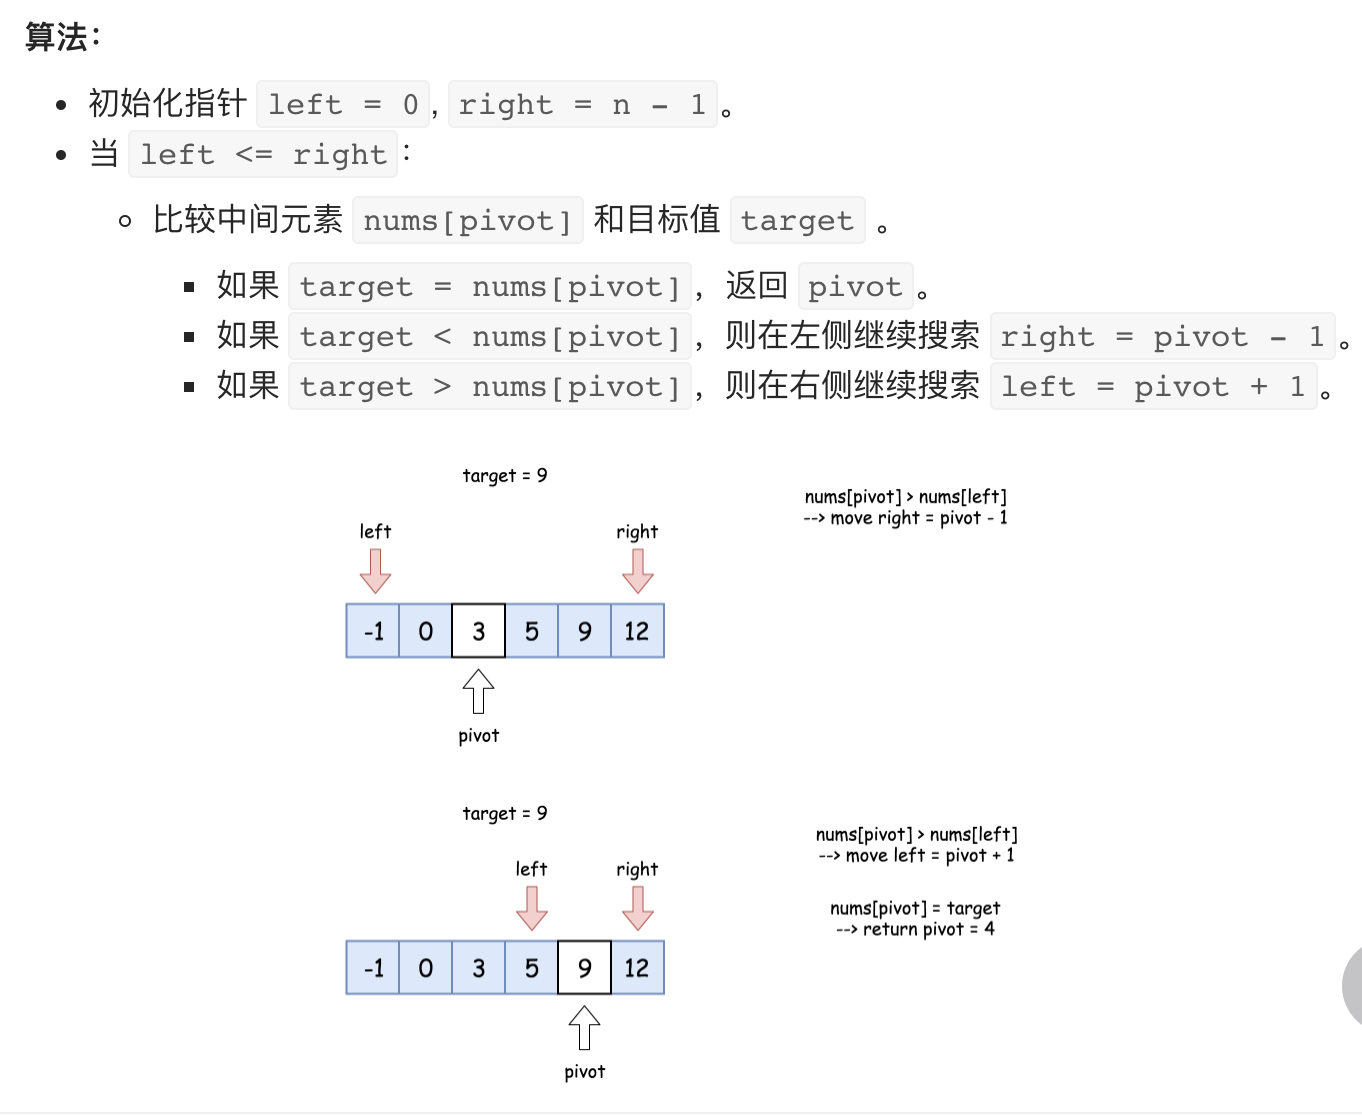 算法：
初始化指针 left = 0, right = n - 1 。
当 left <= right：
比较中间元素 nums[pivot] 和目标值 target 。
如果 target = nums[pivot]，返回 pivot 。
如果 target < nums[pivot]，则在左侧继续搜索 right = pivot - 1 。
如果 target > nums[pivot]，则在右侧继续搜索 left = pivot + 1 。
target = 9
nums[pivot] > nums[left]
--> move right = pivot - 1
left right
-1 0 3 5 9 12
pivot
target = 9
nums[pivot] > nums[left]
--> move left = pivot + 1
left right
nums[pivot] = target
--> return pivot = 4
-1 0 3 5 9 12
pivot